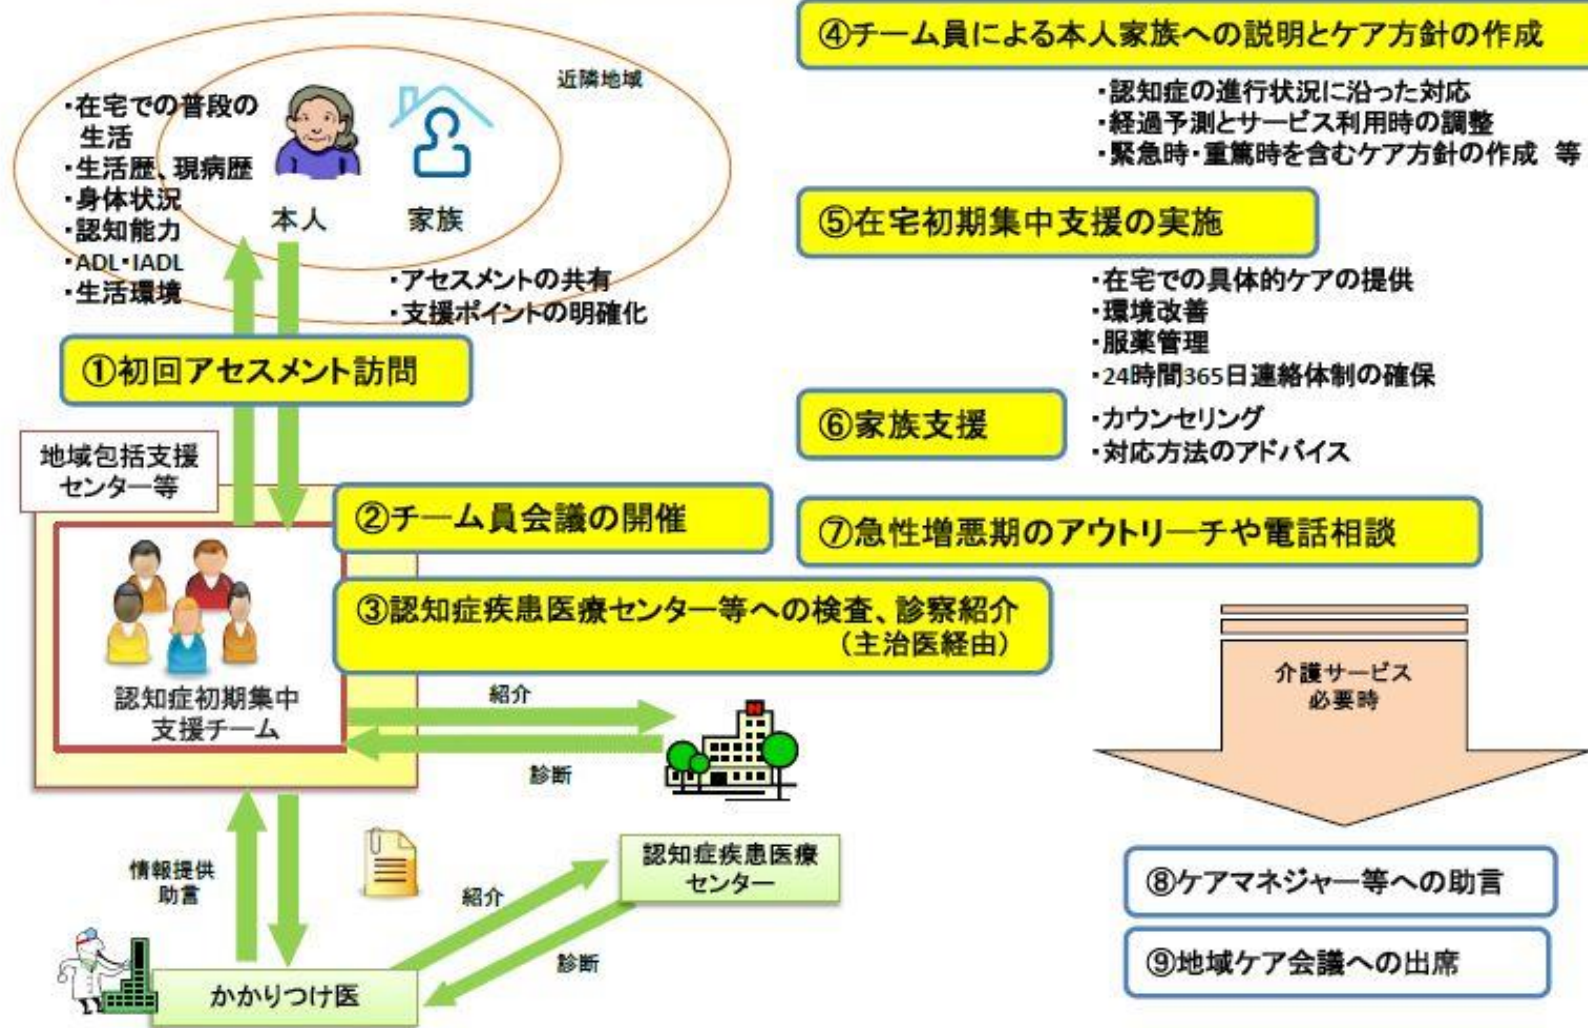 近隣地域
・在宅での普段の
生活
・生活歴、現病歴
・身体状況
・認知能力
・ADL・IADL
・生活環境
本人
家族
・アセスメントの共有
・支援ポイントの明確化
①初回アセスメント訪問
地域包括支援
センター等
②チーム員会議の開催
③認知症疾患医療センター等への検査、診察紹介
（主治医経由）
認知症初期集中
支援チーム
紹介
診断
情報提供
助言
紹介
認知症疾患医療
センター
診断
かかりつけ医
④チーム員による本人家族への説明とケア方針の作成
・認知症の進行状況に沿った対応
・経過予測とサービス利用時の調整
・緊急時・重篤時を含むケア方針の作成 等
⑤在宅初期集中支援の実施
・在宅での具体的ケアの提供
・環境改善
・服薬管理
・24時間365日連絡体制の確保
⑥家族支援
・カウンセリング
・対応方法のアドバイス
⑦急性増悪期のアウトリーチや電話相談
介護サービス
必要時
⑧ケアマネジャー等への助言
⑨地域ケア会議への出席